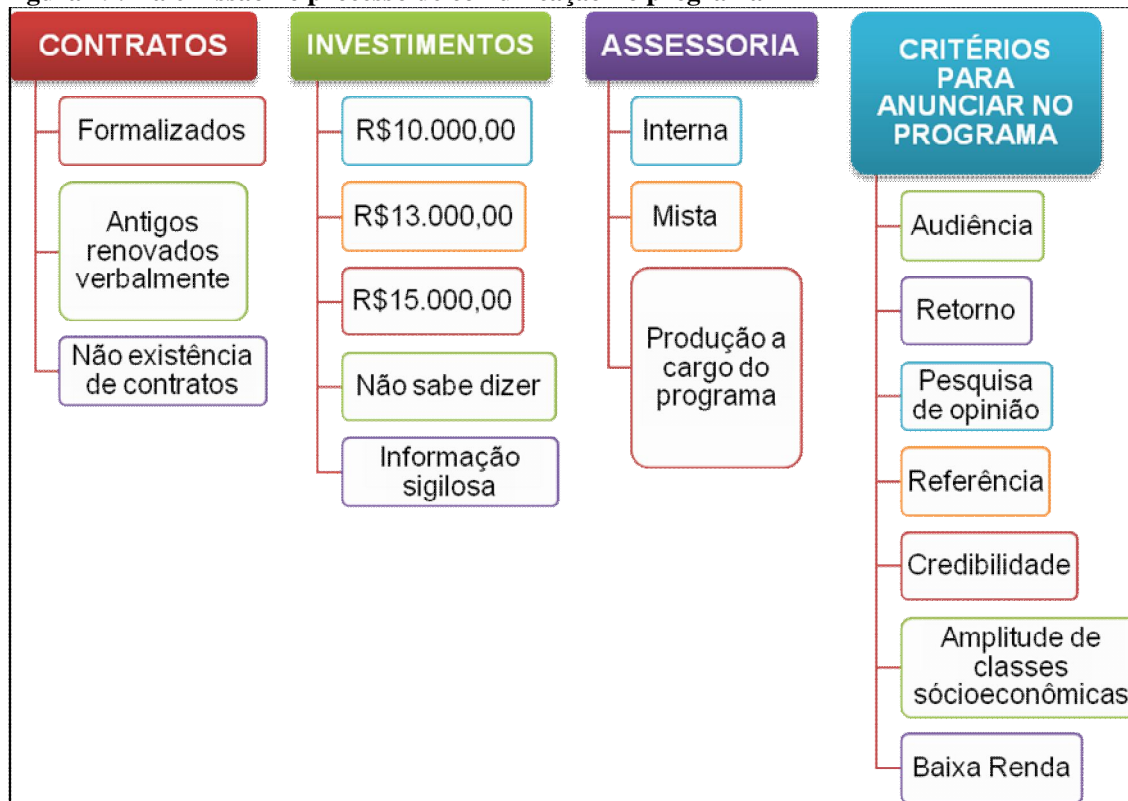 CONTRATOS
Formalizados
Antigos
renovados
verbalmente
Não existência
de contratos
INVESTIMENTOS
R$10.000,00
R$13.000,00
R$15.000,00
Não sabe dizer
Informação
sigilosa
ASSESSORIA
Interna
Mista
Produção a
cargo do
programa
CRITÉRIOS
PARA
ANUNCIAR NO
PROGRAMA
Audiência
Retorno
Pesquisa
de opinião
Referência
Credibilidade
Amplitude de
classes
sócioeconômicas
Baixa Renda